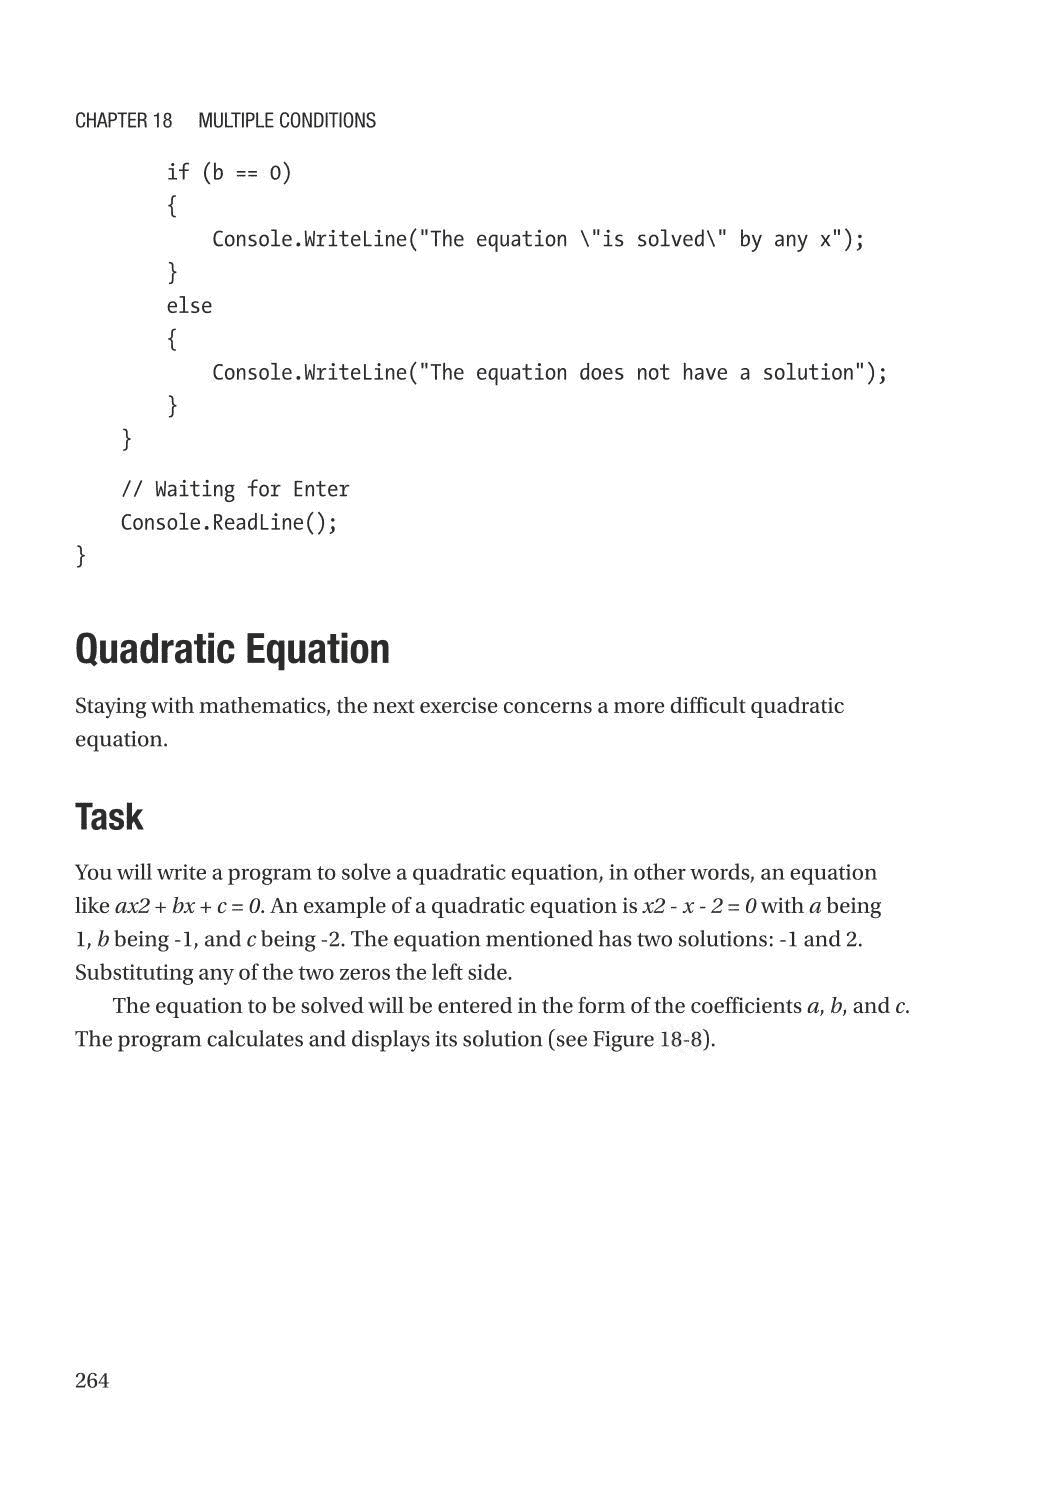 CHAPTER 18 MULTIPLE CONDITIONS
if (b == 0)
{
Console.WriteLine("The equation \"is solved\" by any x");
}
else
{
Console.WriteLine("The equation does not have a solution");
}
}
// Waiting for Enter
Console.ReadLine();
}
Quadratic Equation
Staying with mathematics, the next exercise concerns a more difficult quadratic
equation.
Task
You will write a program to solve a quadratic equation, in other words, an equation
like ax2 + bx + c = 0. An example of a quadratic equation is x2 - x - 2 = 0 with a being
1, b being -1, and c being -2. The equation mentioned has two solutions: -1 and 2.
Substituting any of the two zeros the left side.
The equation to be solved will be entered in the form of the coefficients a, b, and c.
The program calculates and displays its solution (see Figure 18-8).
264